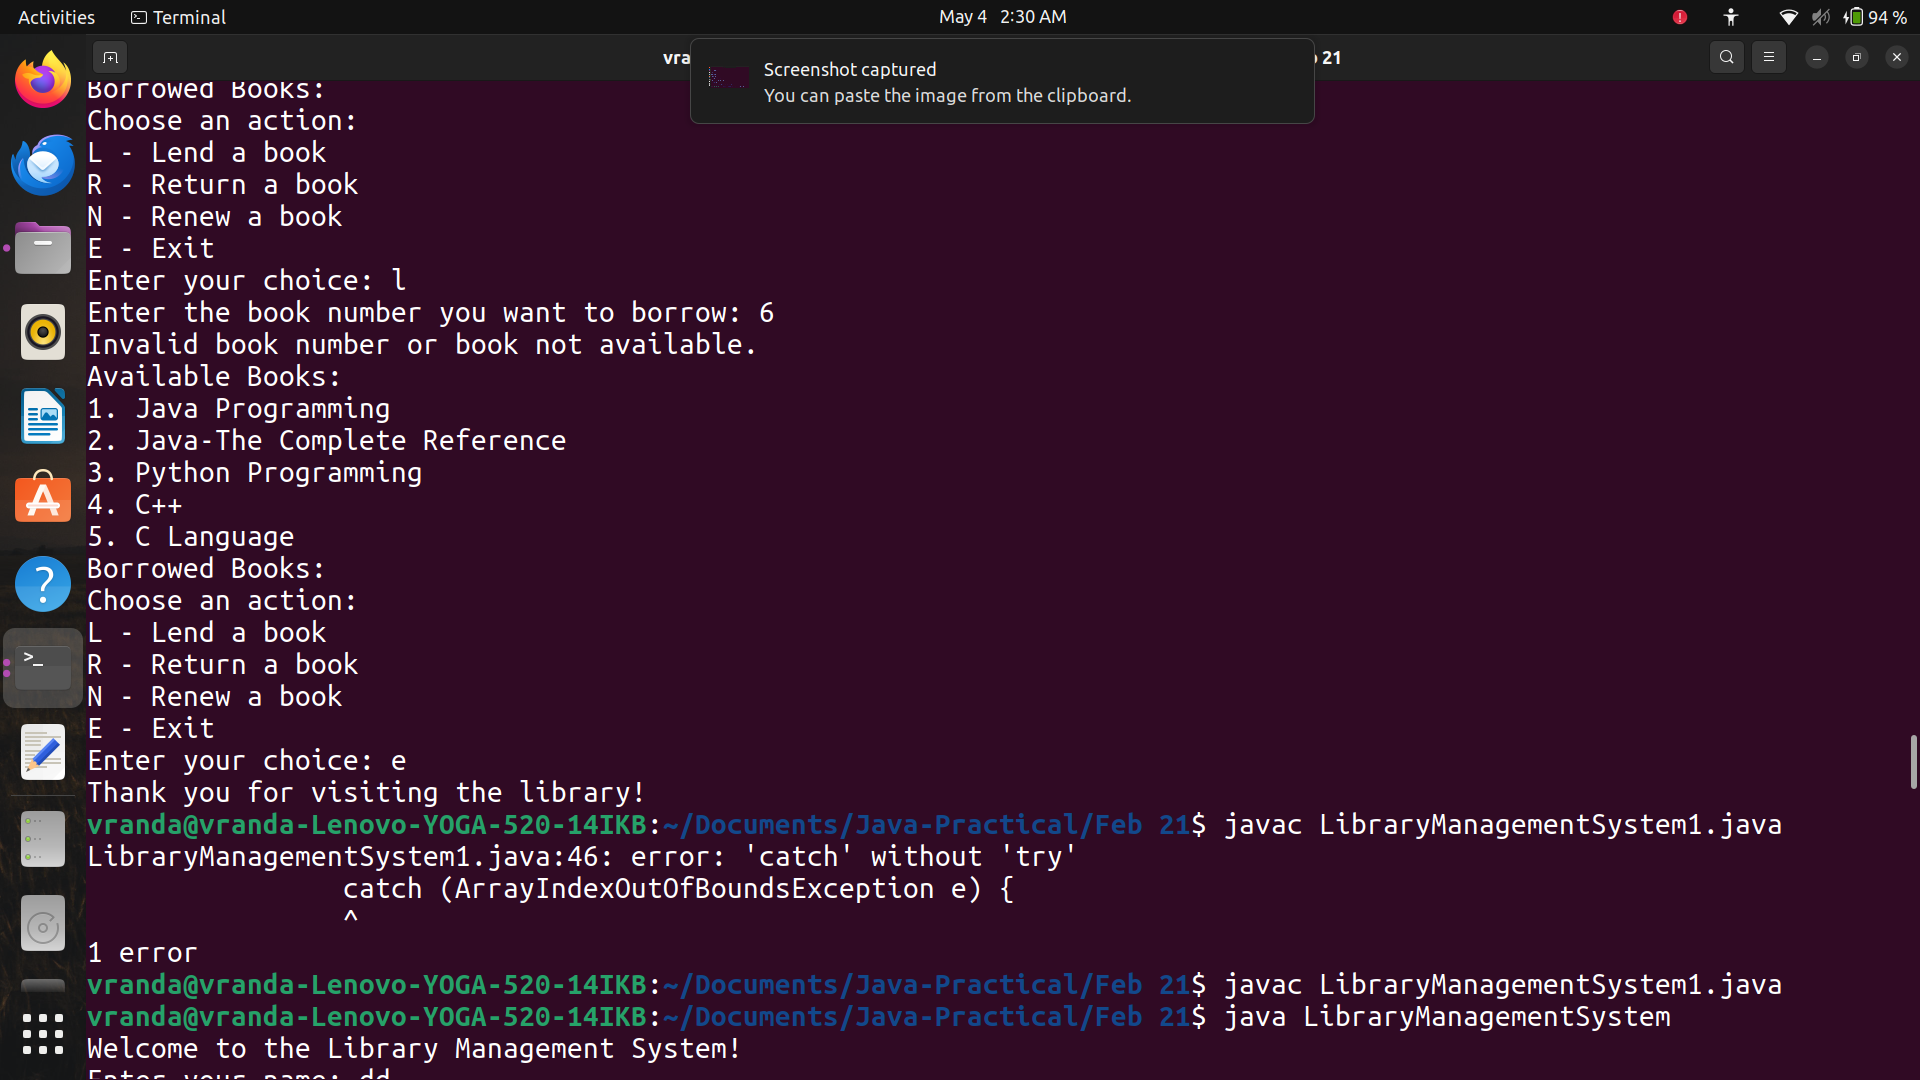 Activities Terminal May 4 2:30 AM 94 %
vra 21
Screenshot captured
You can paste the image from the clipboard.
Borrowed Books:
Choose an action:
L - Lend a book
R - Return a book
N - Renew a book
E - Exit
Enter your choice: l
Enter the book number you want to borrow: 6
Invalid book number or book not available.
Available Books:
1. Java Programming
2. Java-The Complete Reference
3. Python Programming
4. C++
5. C Language
Borrowed Books:
Choose an action:
L - Lend a book
R - Return a book
N - Renew a book
E - Exit
Enter your choice: e
Thank you for visiting the library!
vranda@vranda-Lenovo-YOGA-520-14IKB:~/Documents/Java-Practical/Feb 21$ javac LibraryManagementSystem1.java
LibraryManagementSystem1.java:46: error: 'catch' without 'try'
catch (ArrayIndexOutOfBoundsException e) {
^
1 error
vranda@vranda-Lenovo-YOGA-520-14IKB:~/Documents/Java-Practical/Feb 21$ javac LibraryManagementSystem1.java
vranda@vranda-Lenovo-YOGA-520-14IKB:~/Documents/Java-Practical/Feb 21$ java LibraryManagementSystem
Welcome to the Library Management System!
Enter your name: dd